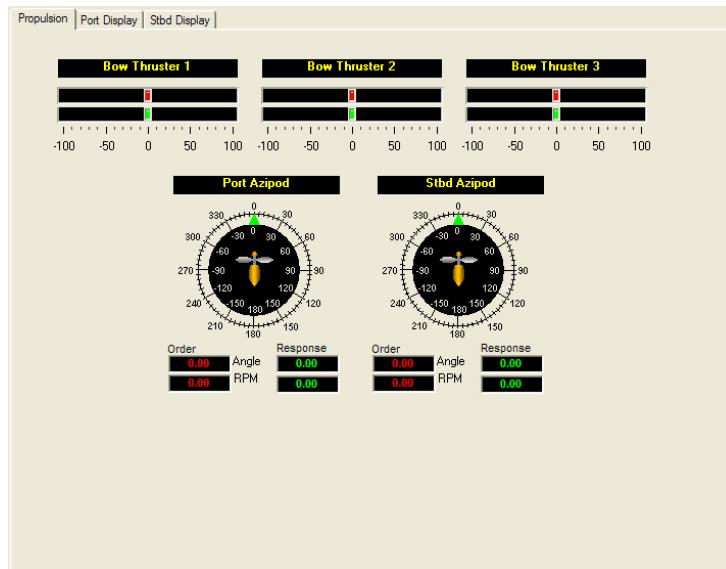 Propulsion Port Display Stbd Display
Bow Thruster 1 Bow Thruster 2 Bow Thruster 3
-100 -50 0 50 100 -100 -50 0 50 100 -100 -50 0 50 100
Port Azipod Stbd Azipod
0 30 60 90 120 150 180 210 240 270 300 330
0 30 60 90 120 150 180 -150 -120 -90 -60 -30
0 30 60 90 120 150 180 210 240 270 300 330
0 30 60 90 120 150 180 -150 -120 -90 -60 -30
Order Response Order Response
0.00 Angle 0.00 0.00 Angle 0.00
0.00 RPM 0.00 0.00 RPM 0.00